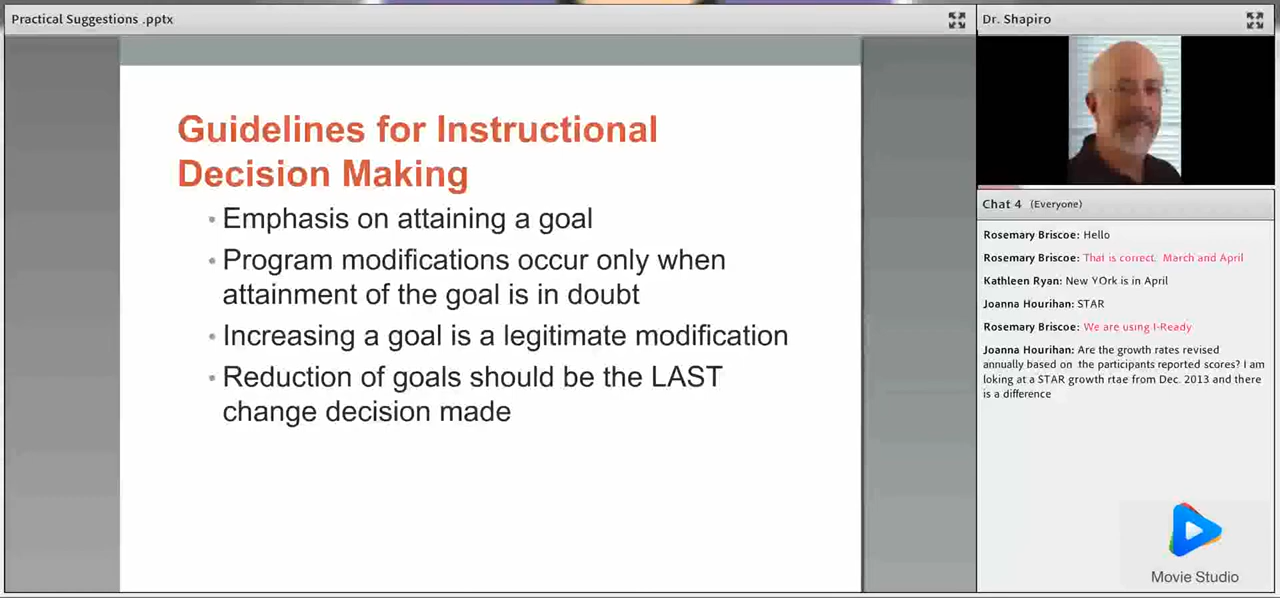 Practical Suggestions .pptx
Guidelines for Instructional
Decision Making
• Emphasis on attaining a goal
• Program modifications occur only when
attainment of the goal is in doubt
• Increasing a goal is a legitimate modification
• Reduction of goals should be the LAST
change decision made
Dr. Shapiro
Chat 4 (Everyone)
Rosemary Briscoe: Hello
Rosemary Briscoe: That is correct. March and April
Kathleen Ryan: New YOrk is in April
Joanna Hourihan: STAR
Rosemary Briscoe: We are using I-Ready
Joanna Hourihan: Are the growth rates revised
annually based on the participants reported scores? I am
loking at a STAR growth rtae from Dec. 2013 and there
is a difference
Movie Studio